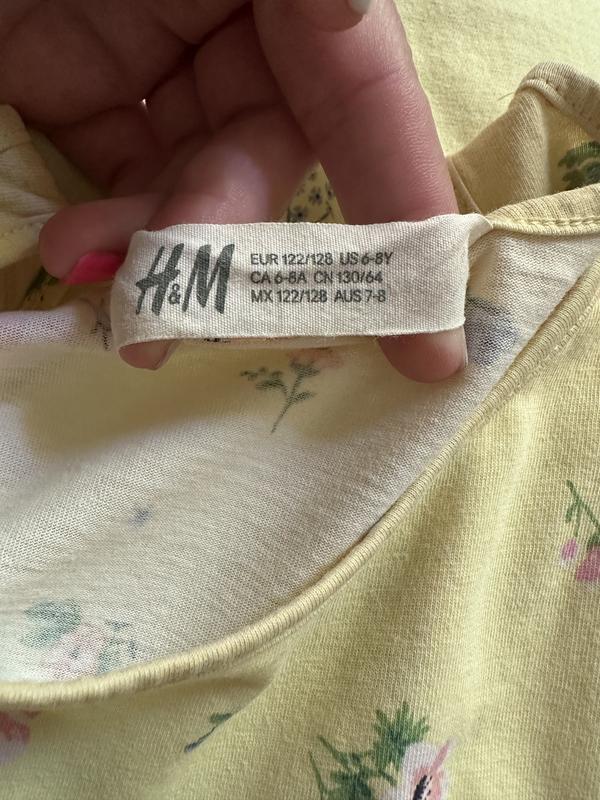 H&M
EUR 122/128 US 6-8Y
CA 6-8A CN 130/64
MX 122/128 AUS 7-8